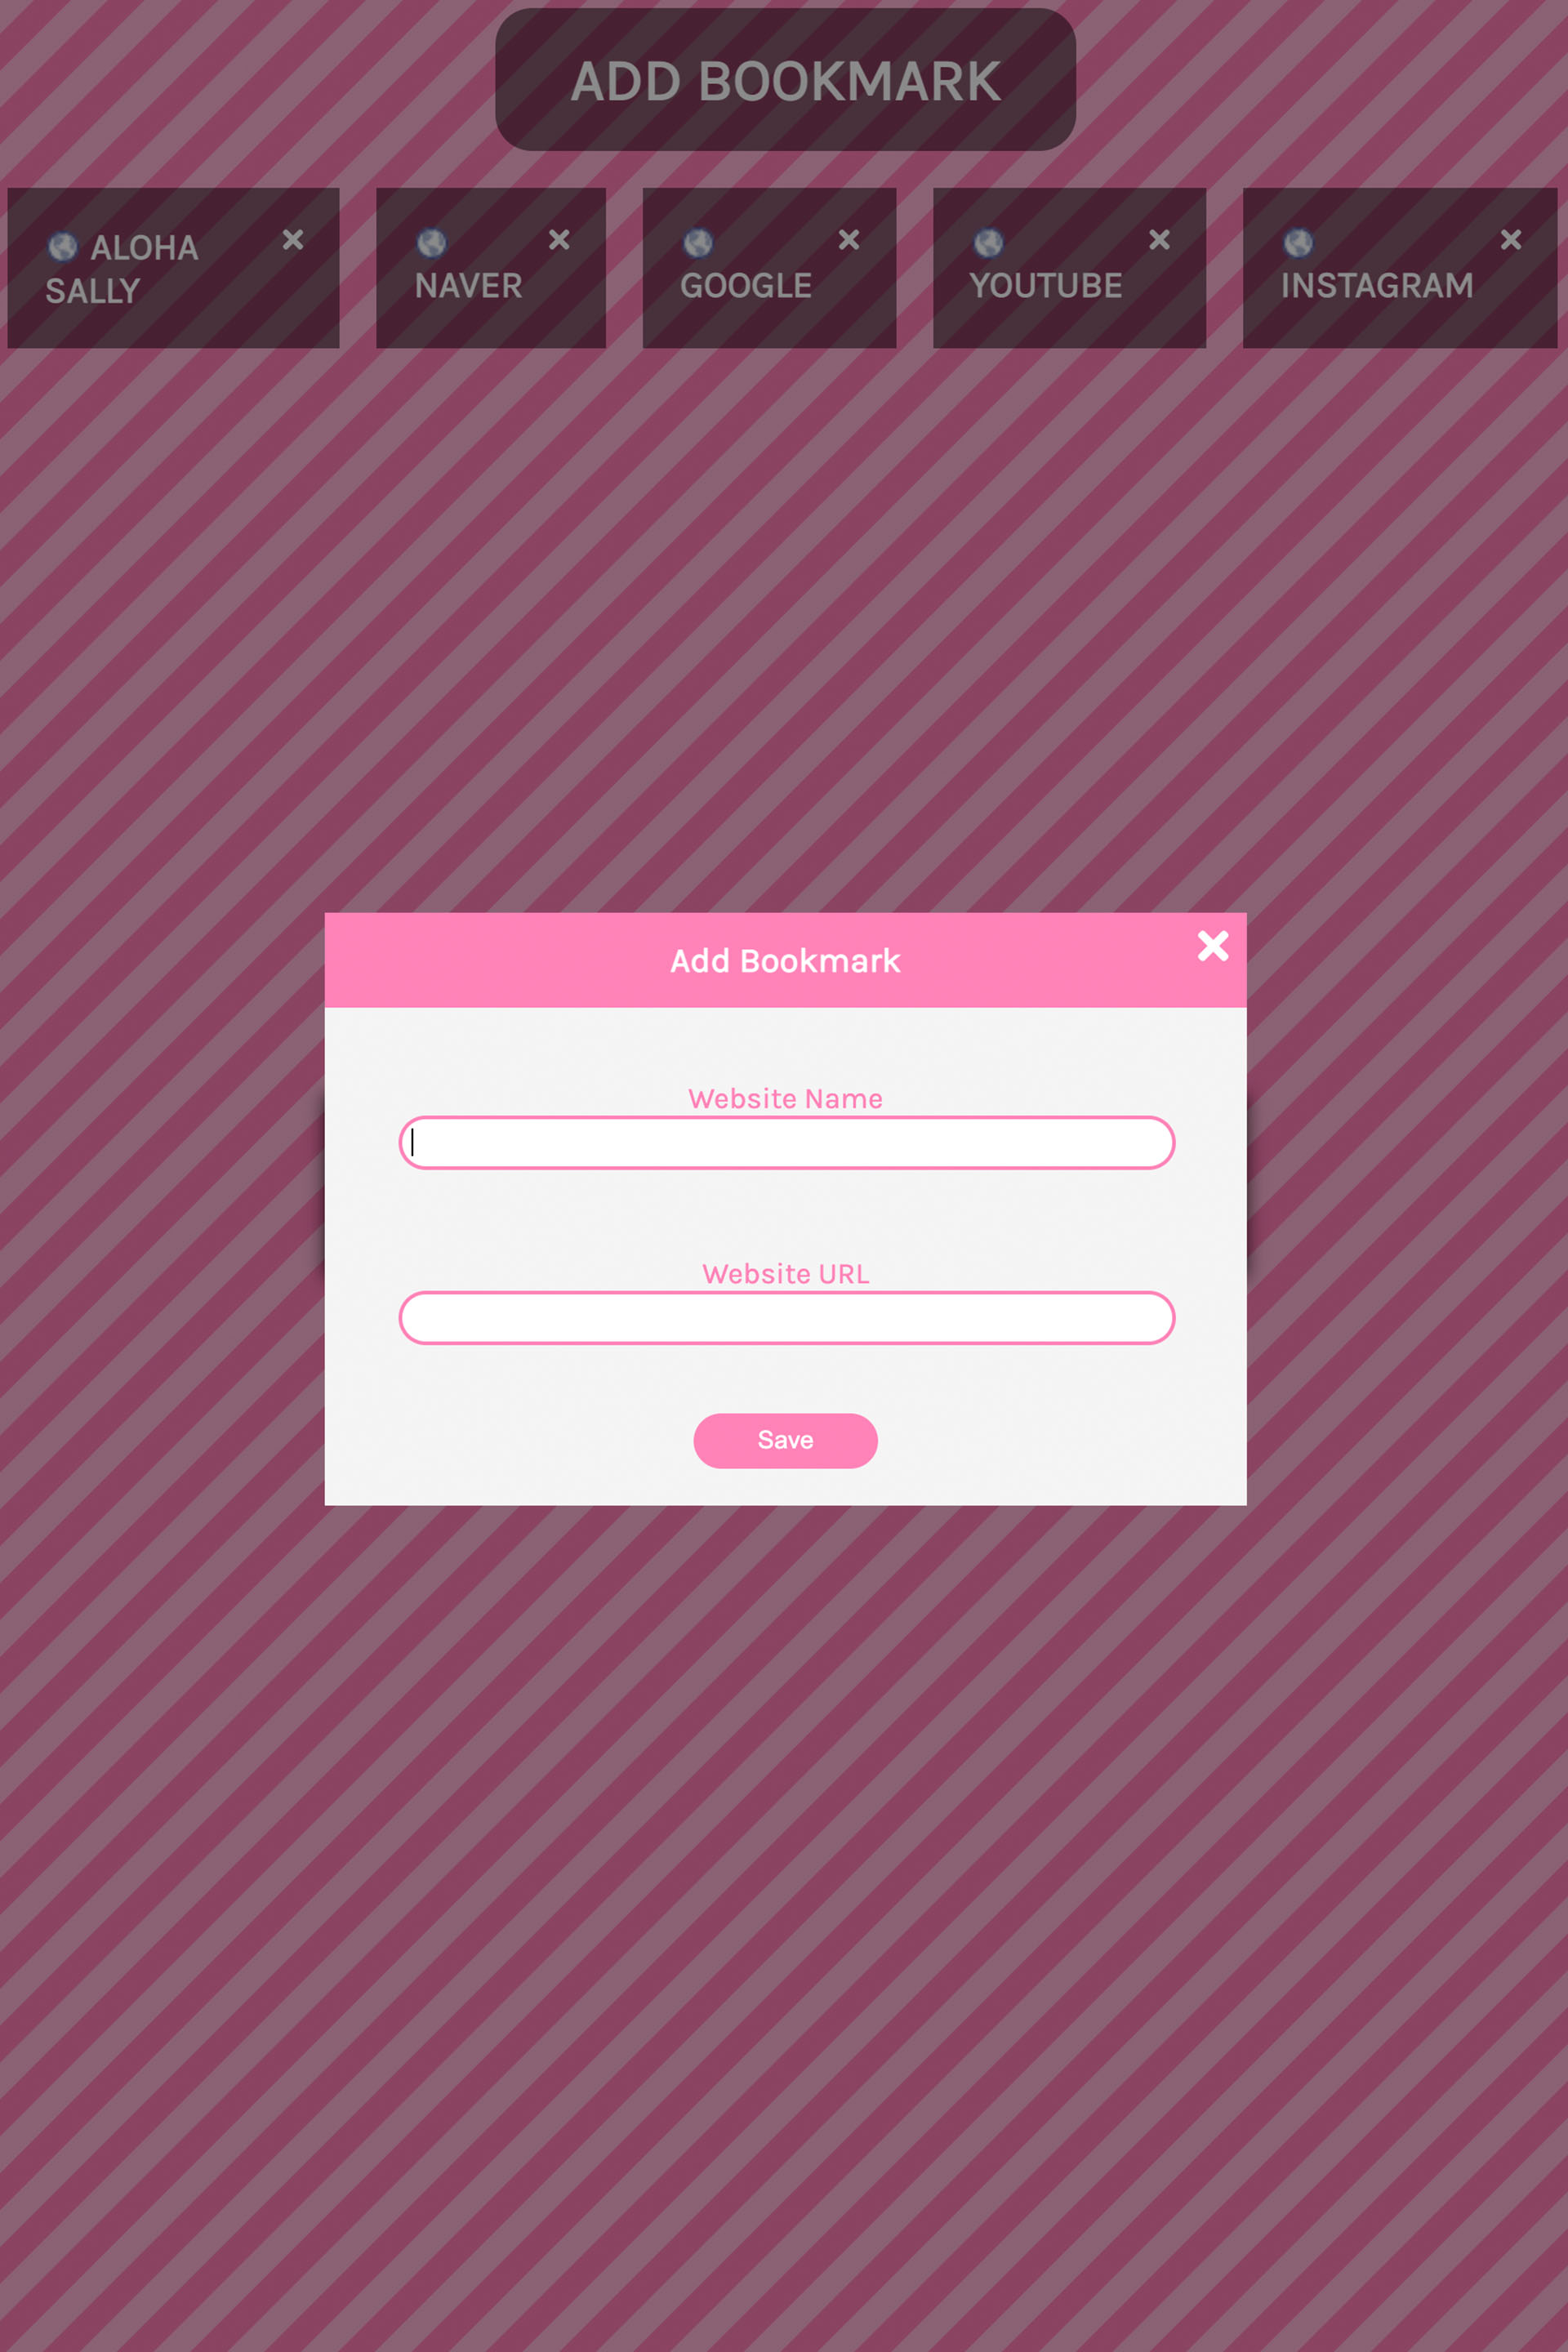 ADD BOOKMARK
ALOHA
SALLY
NAVER
GOOGLE
YOUTUBE
INSTAGRAM
Add Bookmark
Website Name
Website URL
Save